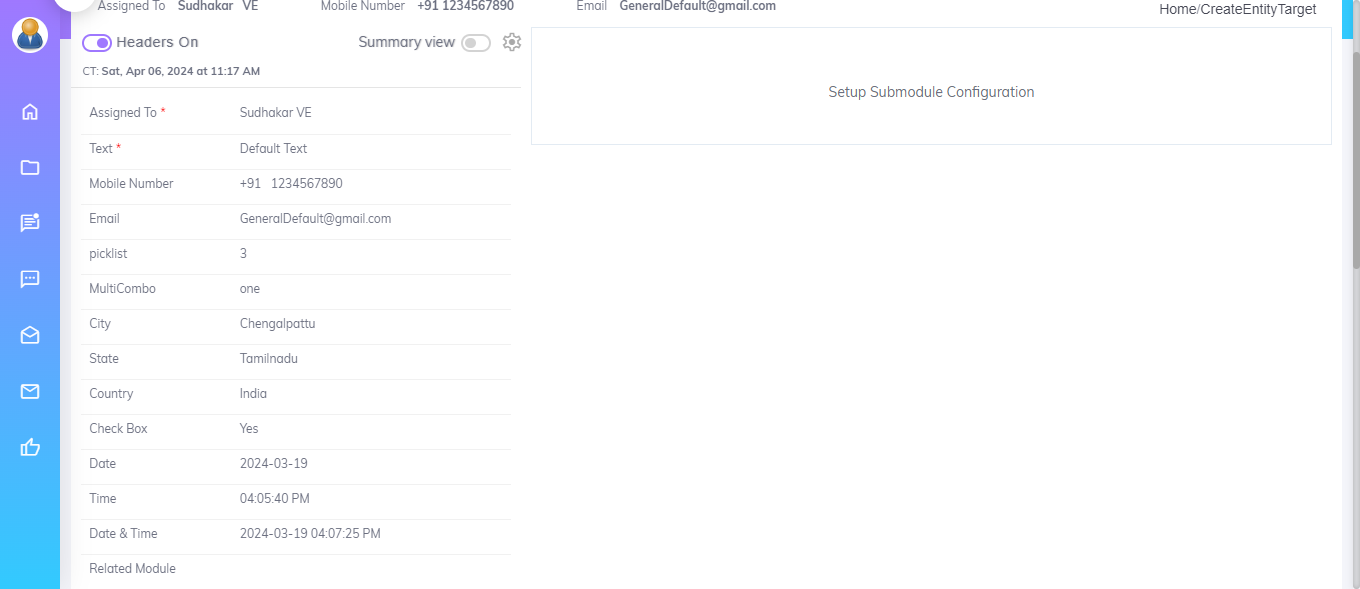 Assigned To Sudhakar VE Mobile Number +91 1234567890 Email GeneralDefault@gmail.com Home/CreateEntityTarget
Headers On Summary view
CT: Sat, Apr 06, 2024 at 11:17 AM
Setup Submodule Configuration
Assigned To * Sudhakar VE
Text * Default Text
Mobile Number +91 1234567890
Email GeneralDefault@gmail.com
picklist 3
MultiCombo one
City Chengalpattu
State Tamilnadu
Country India
Check Box Yes
Date 2024-03-19
Time 04:05:40 PM
Date & Time 2024-03-19 04:07:25 PM
Related Module